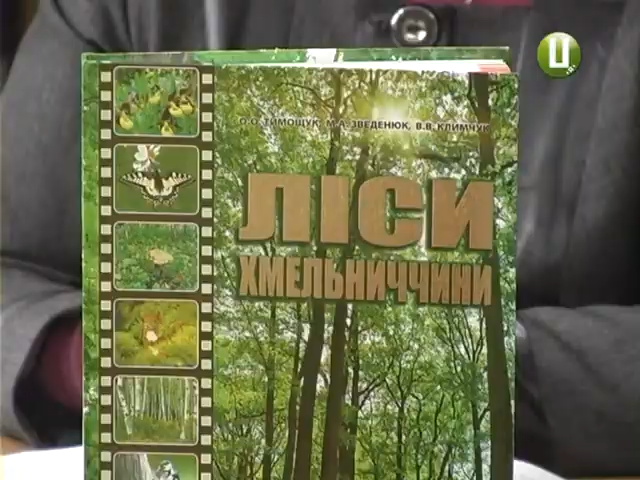 О.О. ТИМОЩУК, М.А. ЗВЕДЕНЮК, В.В. КЛИМЧУК
ЛІСИ
ХМЕЛЬНИЧЧИНИ
Ц